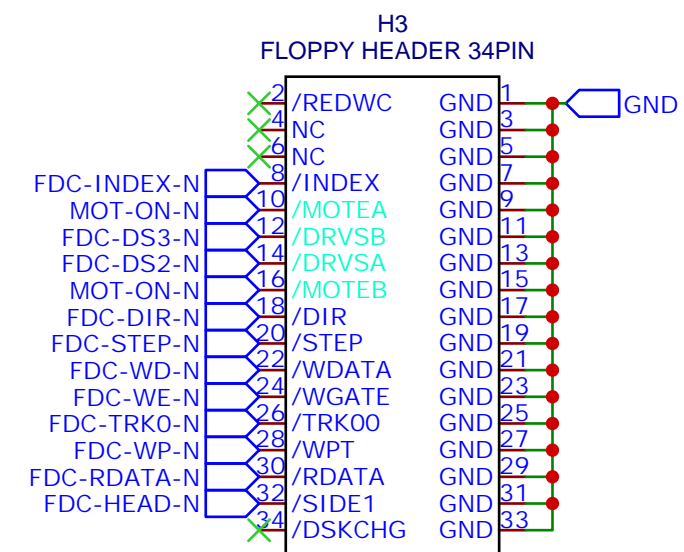 H3
FLOPPY HEADER 34PIN
2 /REDWC GND 1 GND
4 NC GND 3
6 NC GND 5
FDC-INDEX-N 8 /INDEX GND 7
MOT-ON-N 10 /MOTEA GND 9
FDC-DS3-N 12 /DRVSB GND 11
FDC-DS2-N 14 /DRVSA GND 13
MOT-ON-N 16 /MOTEB GND 15
FDC-DIR-N 18 /DIR GND 17
FDC-STEP-N 20 /STEP GND 19
FDC-WD-N 22 /WDATA GND 21
FDC-WE-N 24 /WGATE GND 23
FDC-TRK0-N 26 /TRK00 GND 25
FDC-WP-N 28 /WPT GND 27
FDC-RDATA-N 30 /RDATA GND 29
FDC-HEAD-N 32 /SIDE1 GND 31
34 /DSKCHG GND 33